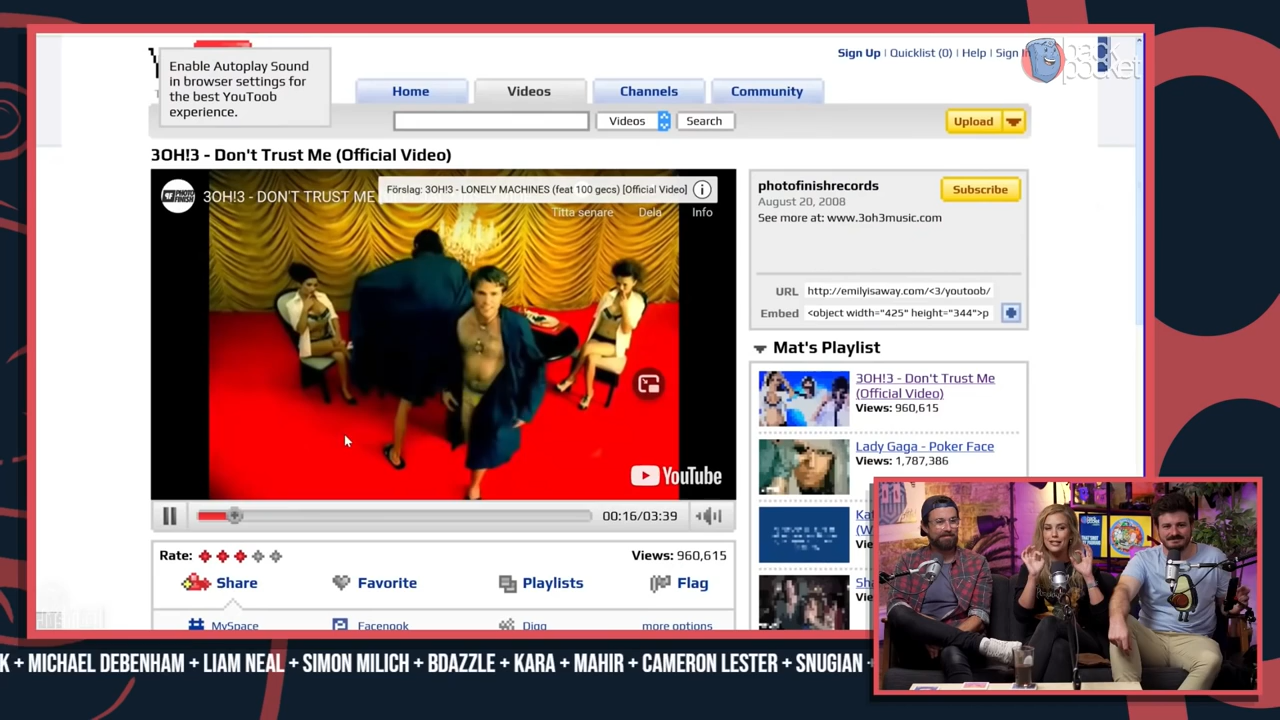 Enable Autoplay Sound
in browser settings for
the best YouToob
experience.
Sign Up | Quicklist (0) | Help | Sign In
back
pocket
Home
Videos
Channels
Community
Videos
Search
Upload
3OH!3 - Don't Trust Me (Official Video)
3OH!3 - DON'T TRUST ME
Förslag: 3OH!3 - LONELY MACHINES (feat 100 gecs) [Official Video]
Titta senare
Dela
Info
YouTube
00:16/03:39
photofinishrecords
August 20, 2008
See more at: www.3oh3music.com
Subscribe
URL
http://emilyisaway.com/<3/youtoob/
Embed
<object width="425" height="344">p
Mat's Playlist
3OH!3 - Don't Trust Me
(Official Video)
Views: 960,615
Lady Gaga - Poker Face
Views: 1,787,386
Rate:
Views: 960,615
Share
Favorite
Playlists
Flag
MySpace
Facenook
Digg
more options
K + MICHAEL DEBENHAM + LIAM NEAL + SIMON MILICH + BDAZZLE + KARA + MAHIR + CAMERON LESTER + SNUGIAN +